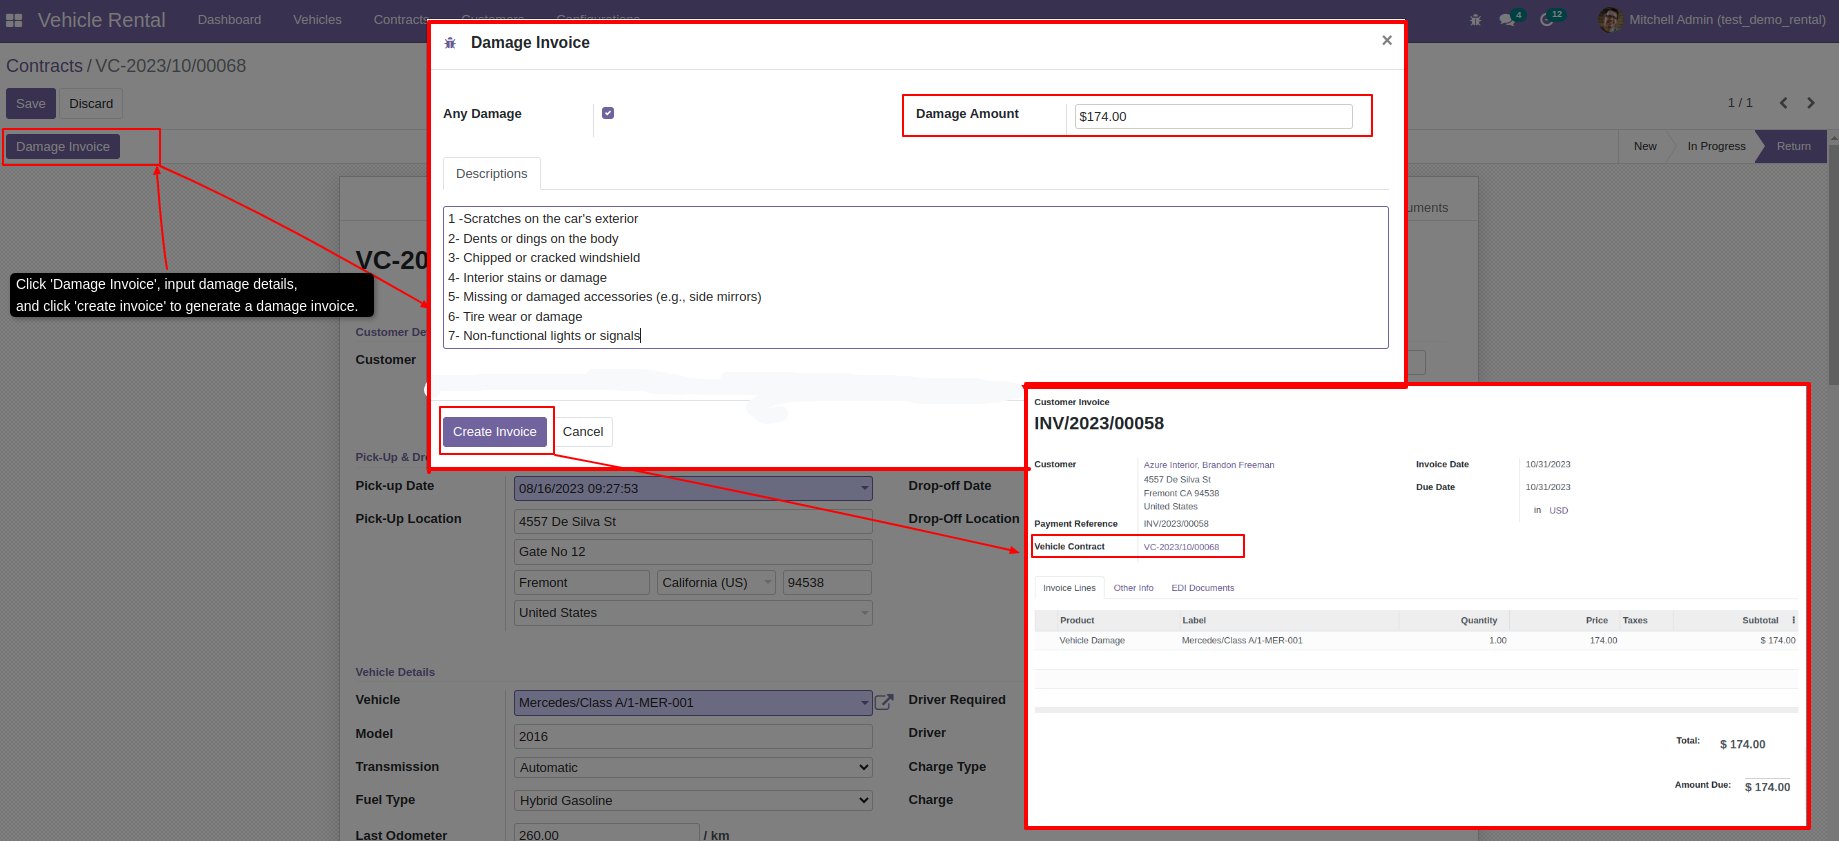 Vehicle Rental Dashboard Vehicles Contracts Customers Configurations 4 12 Mitchell Admin (test_demo_rental)
Contracts / VC-2023/10/00068
Save Discard 1 / 1
Damage Invoice New In Progress Return
Damage Invoice ×
Any Damage Damage Amount $174.00
Descriptions
1 -Scratches on the car's exterior
2- Dents or dings on the body
3- Chipped or cracked windshield
4- Interior stains or damage
5- Missing or damaged accessories (e.g., side mirrors)
6- Tire wear or damage
7- Non-functional lights or signals
Create Invoice Cancel
uments
VC-20
Click 'Damage Invoice', input damage details,
and click 'create invoice' to generate a damage invoice.
Customer De
Customer
Pick-Up & Dr
Pick-up Date 08/16/2023 09:27:53 Drop-off Date
Pick-Up Location 4557 De Silva St Drop-Off Location
Gate No 12
Fremont California (US) 94538
United States
Vehicle Details
Vehicle Mercedes/Class A/1-MER-001 Driver Required
Model 2016 Driver
Transmission Automatic Charge Type
Fuel Type Hybrid Gasoline Charge
Last Odometer 260.00 / km
Customer Invoice
INV/2023/00058
Customer Azure Interior, Brandon Freeman Invoice Date 10/31/2023
4557 De Silva St
Fremont CA 94538 Due Date 10/31/2023
United States in USD
Payment Reference INV/2023/00058
Vehicle Contract VC-2023/10/00068
Invoice Lines Other Info EDI Documents
Product Label Quantity Price Taxes Subtotal
Vehicle Damage Mercedes/Class A/1-MER-001 1.00 174.00 $ 174.00
Total: $ 174.00
Amount Due: $ 174.00